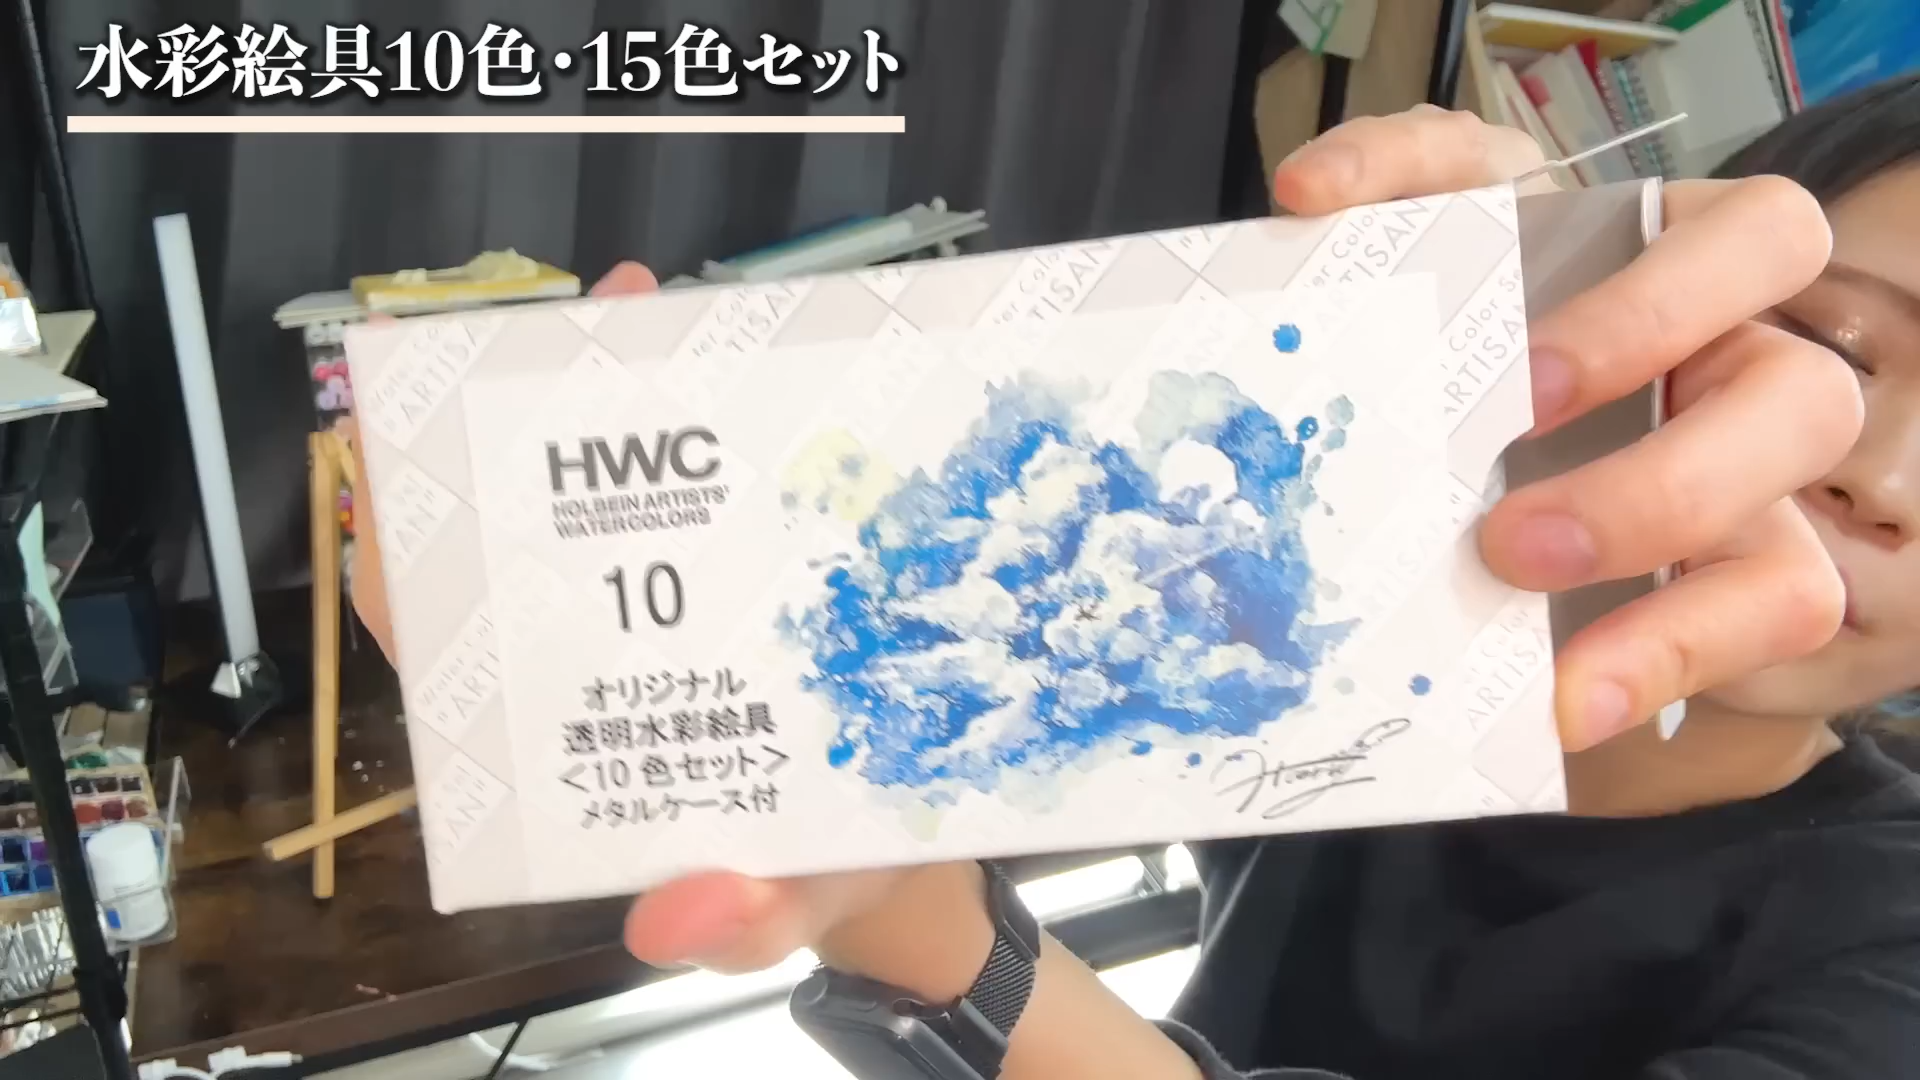 水彩絵具10色・15色セット
HWC
HOLBEIN ARTISTS'
WATERCOLORS
10
オリジナル
透明水彩絵具
<10色セット>
メタルケース付
"ARTISAN"